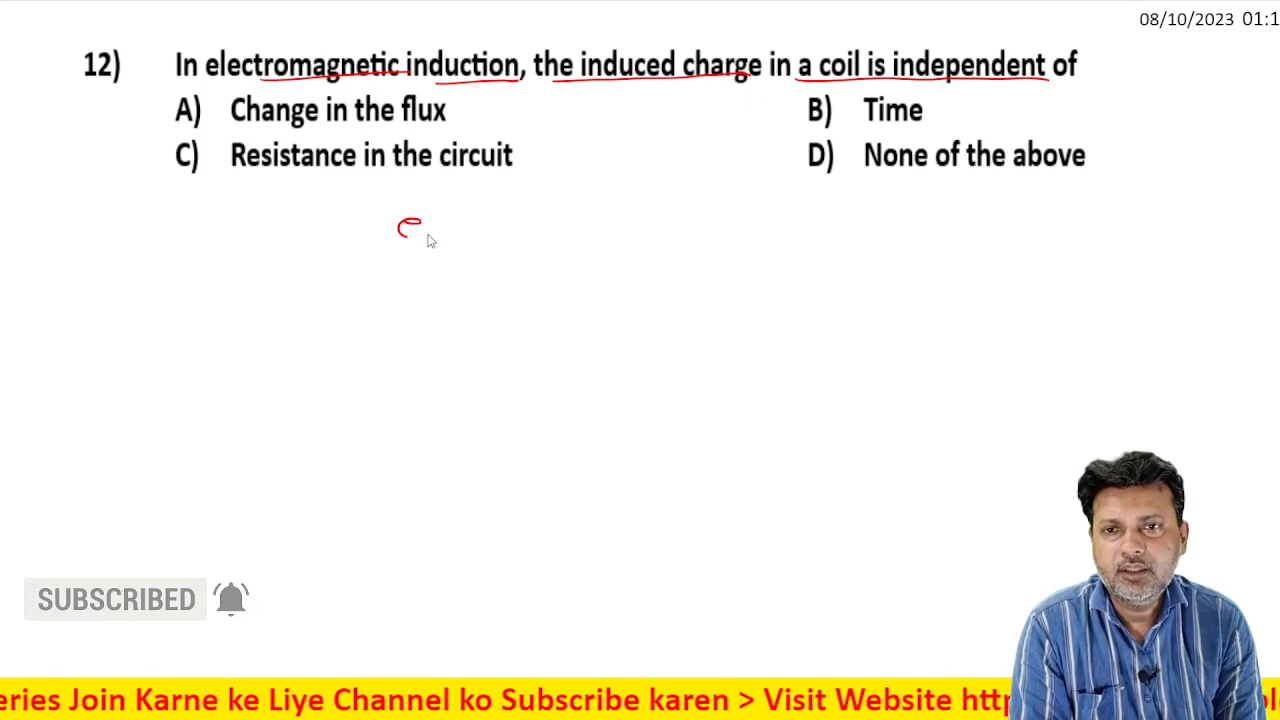 08/10/2023 01:1
12) In electromagnetic induction, the induced charge in a coil is independent of
A) Change in the flux B) Time
C) Resistance in the circuit D) None of the above
e
SUBSCRIBED
eries Join Karne ke Liye Channel ko Subscribe karen > Visit Website http